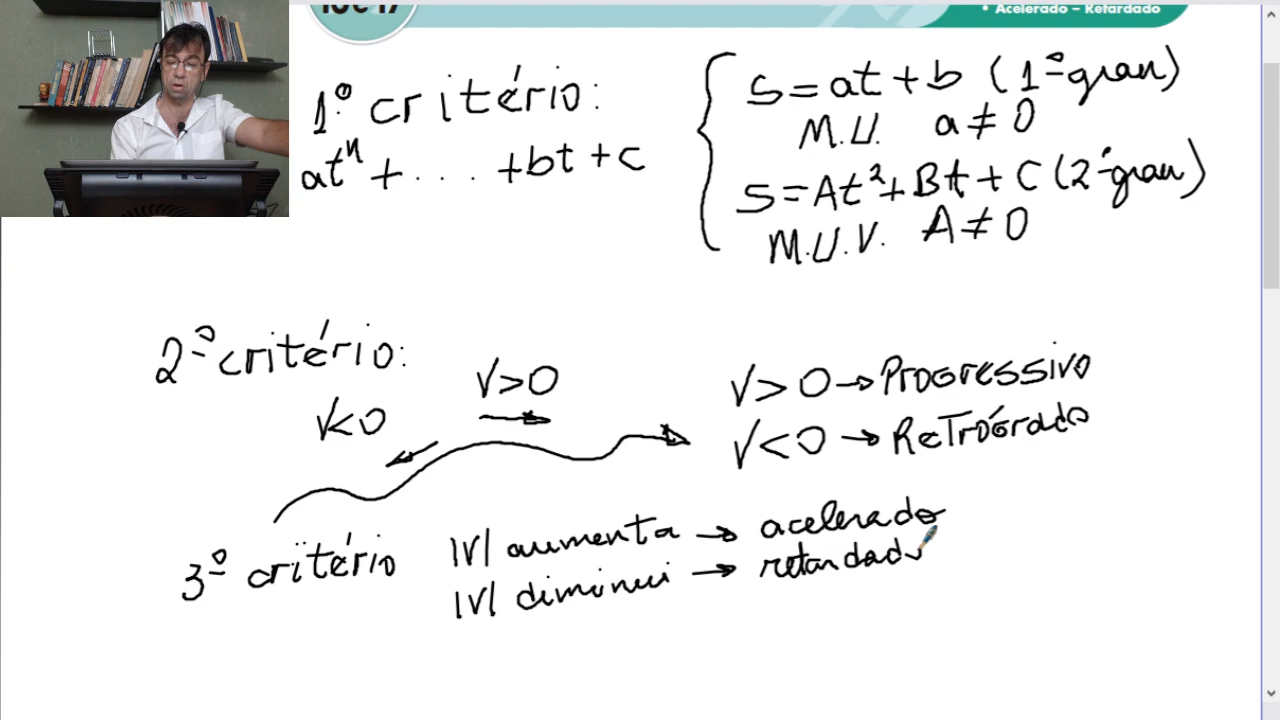 • Acelerado – Retardado
1º critério:
atⁿ + . . . . +bt + c
S = at + b (1º grau)
M.U. a ≠ 0
S = At² + Bt + C (2º grau)
M.U.V. A ≠ 0
2º critério:
V<0
V>0
V > 0 → PROGRESSIVO
V < 0 → RETRÓGRADO
3º critério
|V| aumenta → acelerado
|V| diminui → retardad